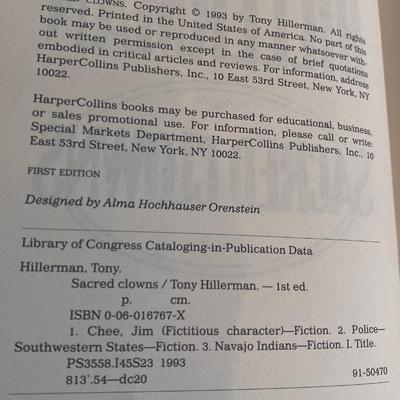 CLOWNS. Copyright © 1993 by Tony Hillerman. All rights
reserved. Printed in the United States of America. No part of this
book may be used or reproduced in any manner whatsoever with-
out written permission except in the case of brief quotations
embodied in critical articles and reviews. For information, address
HarperCollins Publishers, Inc., 10 East 53rd Street, New York, NY
10022.
HarperCollins books may be purchased for educational, business,
or sales promotional use. For information, please call or write:
Special Markets Department, HarperCollins Publishers, Inc., 10
East 53rd Street, New York, NY 10022.
FIRST EDITION
Designed by Alma Hochhauser Orenstein
Library of Congress Cataloging-in-Publication Data
Hillerman, Tony.
Sacred clowns / Tony Hillerman. — 1st ed.
p. cm.
ISBN 0-06-016767-X
1. Chee, Jim (Fictitious character)—Fiction. 2. Police—
Southwestern States—Fiction. 3. Navajo Indians—Fiction. I. Title.
PS3558.I45S23 1993
813'.54—dc20 91-50470